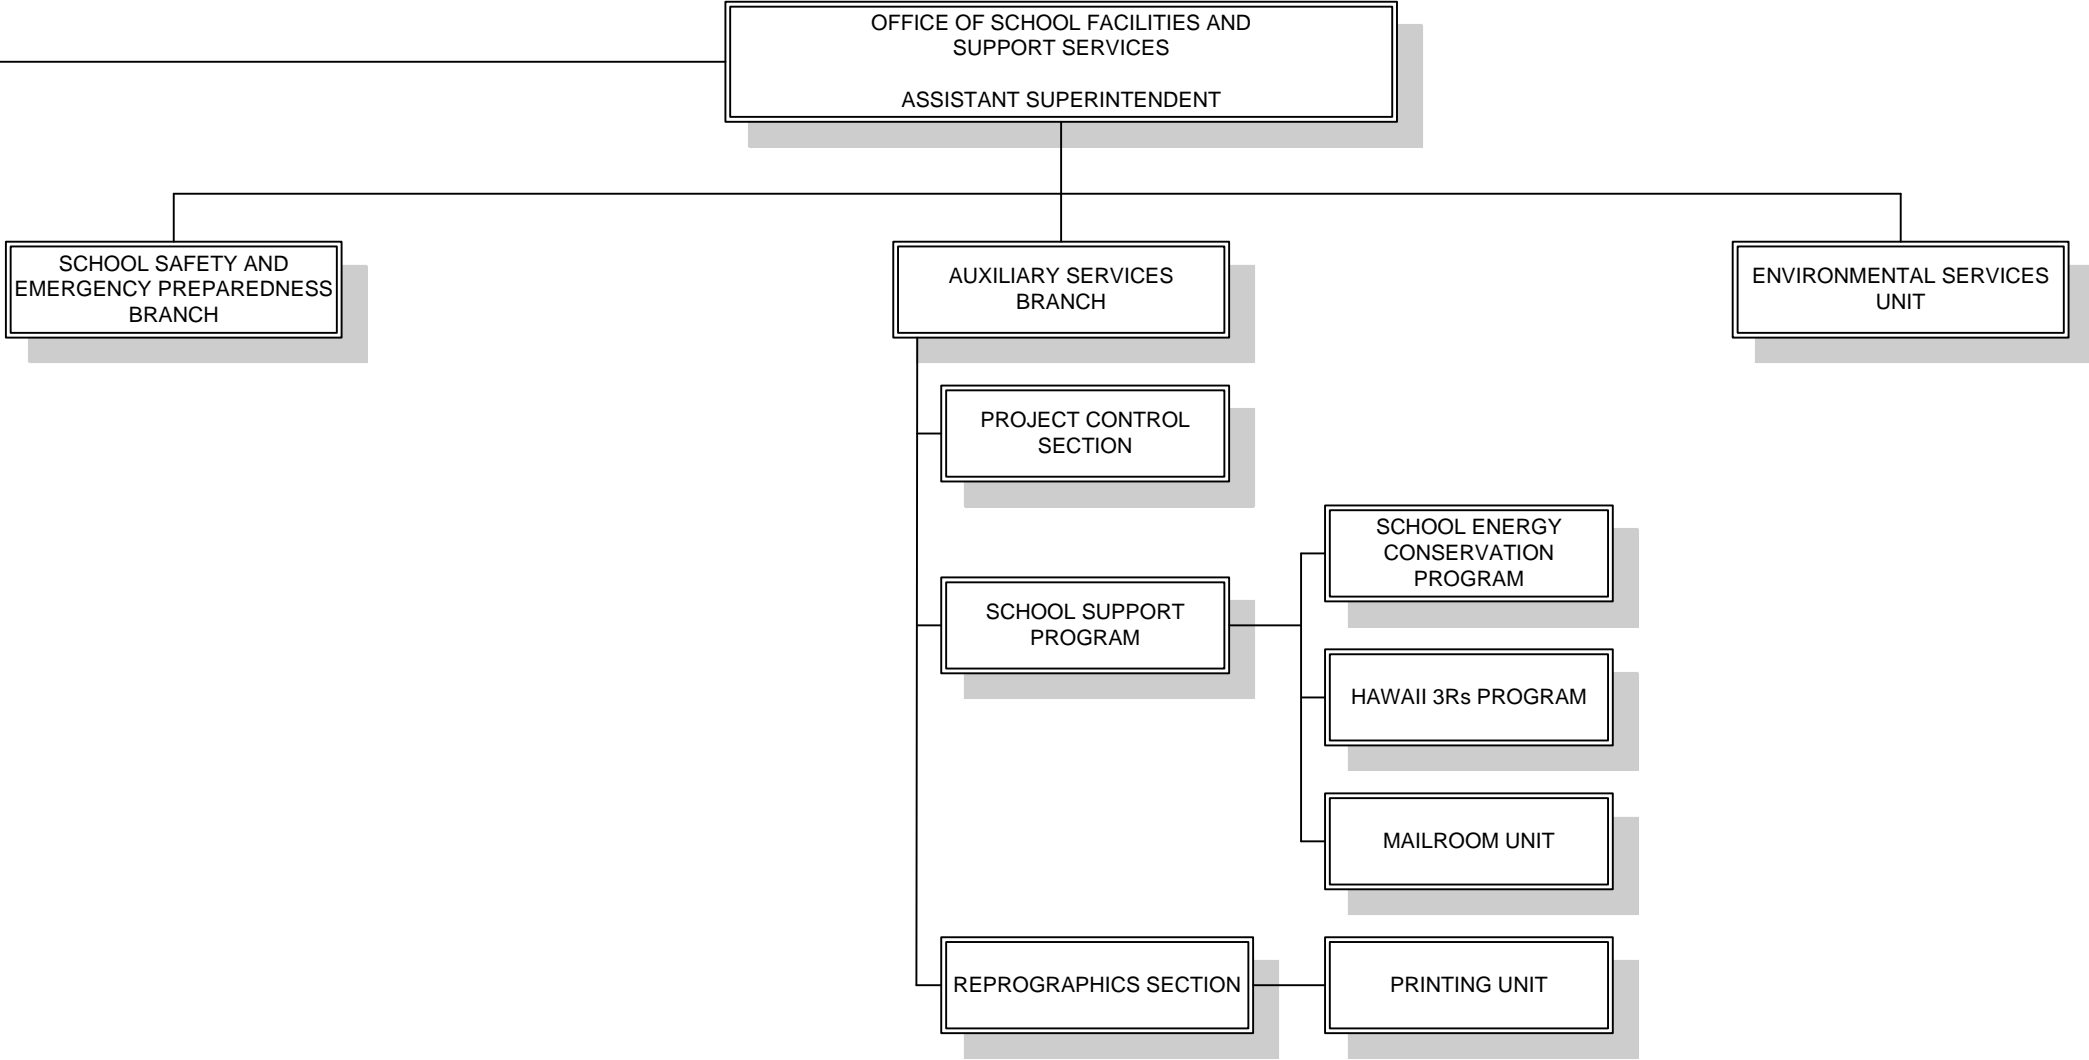 OFFICE OF SCHOOL FACILITIES AND
SUPPORT SERVICES
ASSISTANT SUPERINTENDENT
SCHOOL SAFETY AND
EMERGENCY PREPAREDNESS
BRANCH
AUXILIARY SERVICES
BRANCH
ENVIRONMENTAL SERVICES
UNIT
PROJECT CONTROL
SECTION
SCHOOL SUPPORT
PROGRAM
SCHOOL ENERGY
CONSERVATION
PROGRAM
HAWAII 3Rs PROGRAM
MAILROOM UNIT
REPROGRAPHICS SECTION
PRINTING UNIT